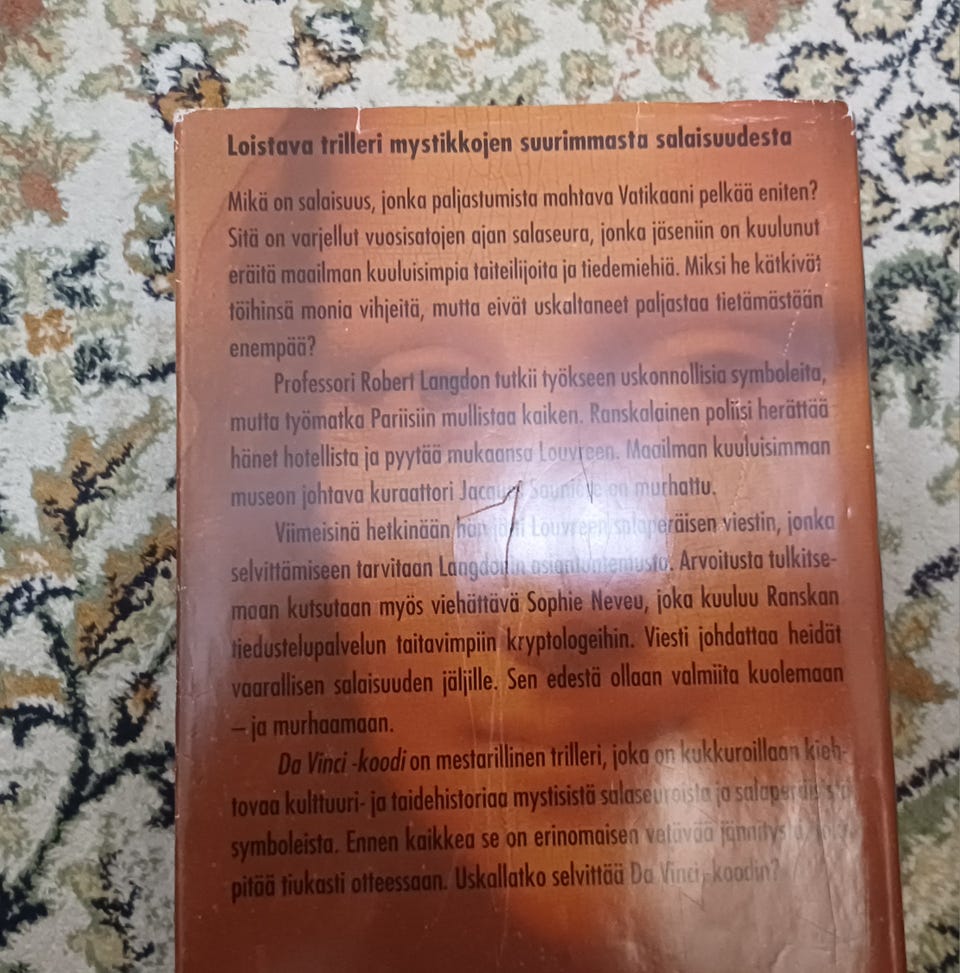 Loistava trilleri mystikkojen suurimmasta salaisuudesta
Mikä on salaisuus, jonka paljastumista mahtava Vatikaani pelkää eniten?
Sitä on varjellut vuosisatojen ajan salaseura, jonka jäseniin on kuulunut
eräitä maailman kuuluisimpia taiteilijoita ja tiedemiehiä. Miksi he kätkivät
töihinsä monia vihjeitä, mutta eivät uskaltaneet paljastaa tietämästään
enempää?
Professori Robert Langdon tutkii työkseen uskonnollisia symboleita,
mutta työmatka Pariisiin mullistaa kaiken. Ranskalainen poliisi herättää
hänet hotellista ja pyytää mukaansa Louvreen. Maailman kuuluisimman
museon johtava kuraattori Jacques Saunière on murhattu.
Viimeisinä hetkinään hän jätti Louvreen salaperäisen viestin, jonka
selvittämiseen tarvitaan Langdonin asiantuntemusta. Arvoitusta tulkitse-
maan kutsutaan myös viehättävä Sophie Neveu, joka kuuluu Ranskan
tiedustelupalvelun taitavimpiin kryptologeihin. Viesti johdattaa heidät
vaarallisen salaisuuden jäljille. Sen edestä ollaan valmiita kuolemaan
– ja murhaamaan.
Da Vinci -koodi on mestarillinen trilleri, joka on kukkuroillaan kieh-
tovaa kulttuuri- ja taidehistoriaa mystisistä salaseuroista ja salaperäisistä
symboleista. Ennen kaikkea se on erinomaisen vetävää jännitystä, joka
pitää tiukasti otteessaan. Uskallatko selvittää Da Vinci -koodin?